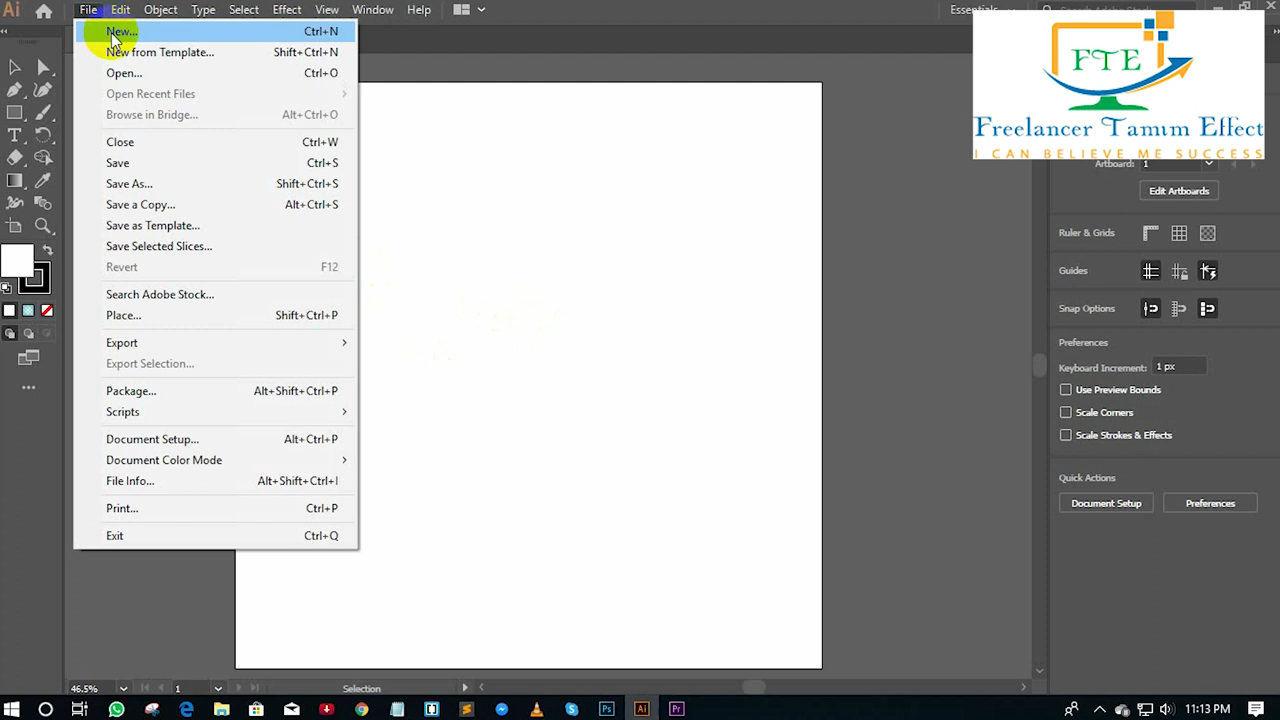 Ai
File Edit Object Type Select Effect View Window Help
Essentials
New... Ctrl+N
New from Template... Shift+Ctrl+N
Open... Ctrl+O
Open Recent Files
Browse in Bridge... Alt+Ctrl+O
Close Ctrl+W
Save Ctrl+S
Save As... Shift+Ctrl+S
Save a Copy... Alt+Ctrl+S
Save as Template...
Save Selected Slices...
Revert F12
Search Adobe Stock...
Place... Shift+Ctrl+P
Export
Export Selection...
Package... Alt+Shift+Ctrl+P
Scripts
Document Setup... Alt+Ctrl+P
Document Color Mode
File Info... Alt+Shift+Ctrl+I
Print... Ctrl+P
Exit Ctrl+Q
FTE
Freelancer Tamim Effect
I CAN BELIEVE ME SUCCESS
Artboard: 1
Edit Artboards
Ruler & Grids
Guides
Snap Options
Preferences
Keyboard Increment: 1 px
Use Preview Bounds
Scale Corners
Scale Strokes & Effects
Quick Actions
Document Setup Preferences
46.5% 1 Selection
Ps Ai Pr
11:13 PM